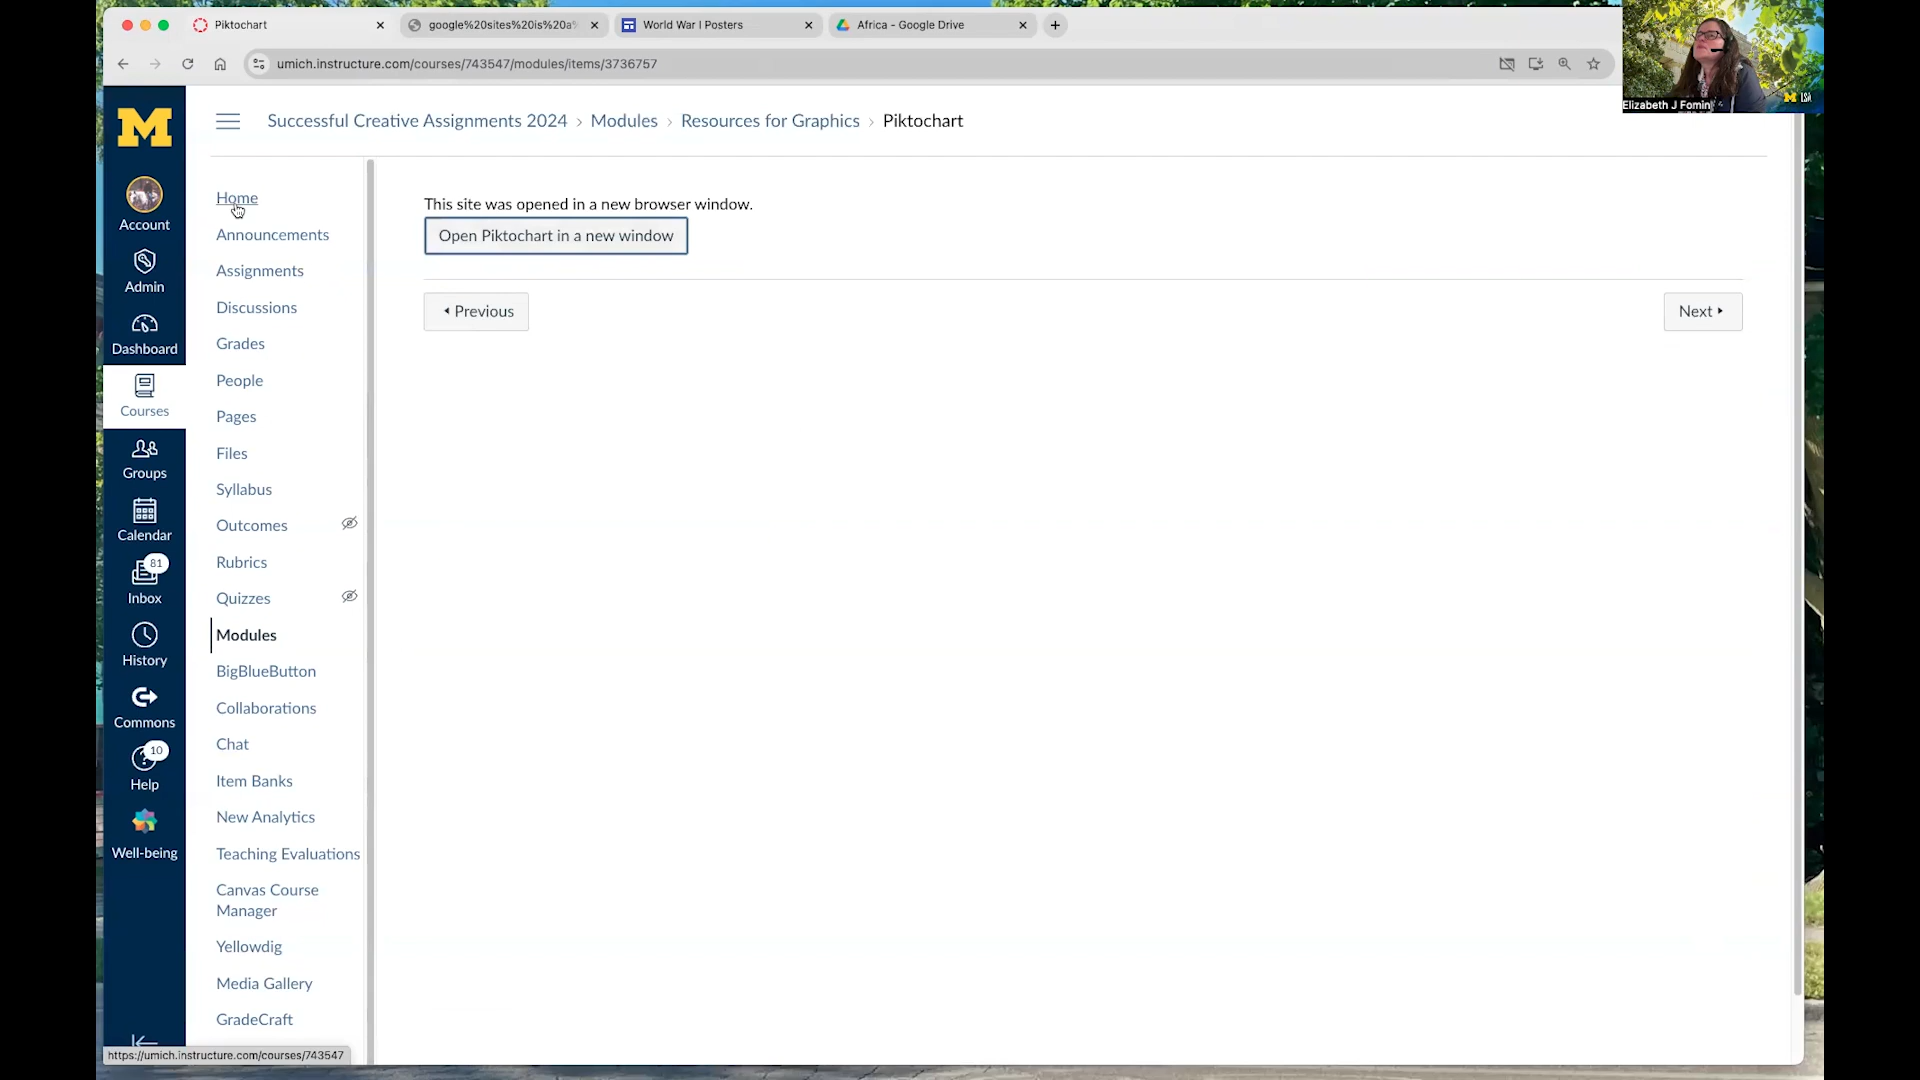 Piktochart
google%20sites%20is%20a%
World War I Posters
Africa - Google Drive
umich.instructure.com/courses/743547/modules/items/3736757
Elizabeth J Fomin
LSA
M
Successful Creative Assignments 2024 › Modules › Resources for Graphics › Piktochart
Account
Admin
Dashboard
Courses
Groups
Calendar
81
Inbox
History
Commons
10
Help
Well-being
Home
Announcements
Assignments
Discussions
Grades
People
Pages
Files
Syllabus
Outcomes
Rubrics
Quizzes
Modules
BigBlueButton
Collaborations
Chat
Item Banks
New Analytics
Teaching Evaluations
Canvas Course
Manager
Yellowdig
Media Gallery
GradeCraft
This site was opened in a new browser window.
Open Piktochart in a new window
Previous
Next
https://umich.instructure.com/courses/743547